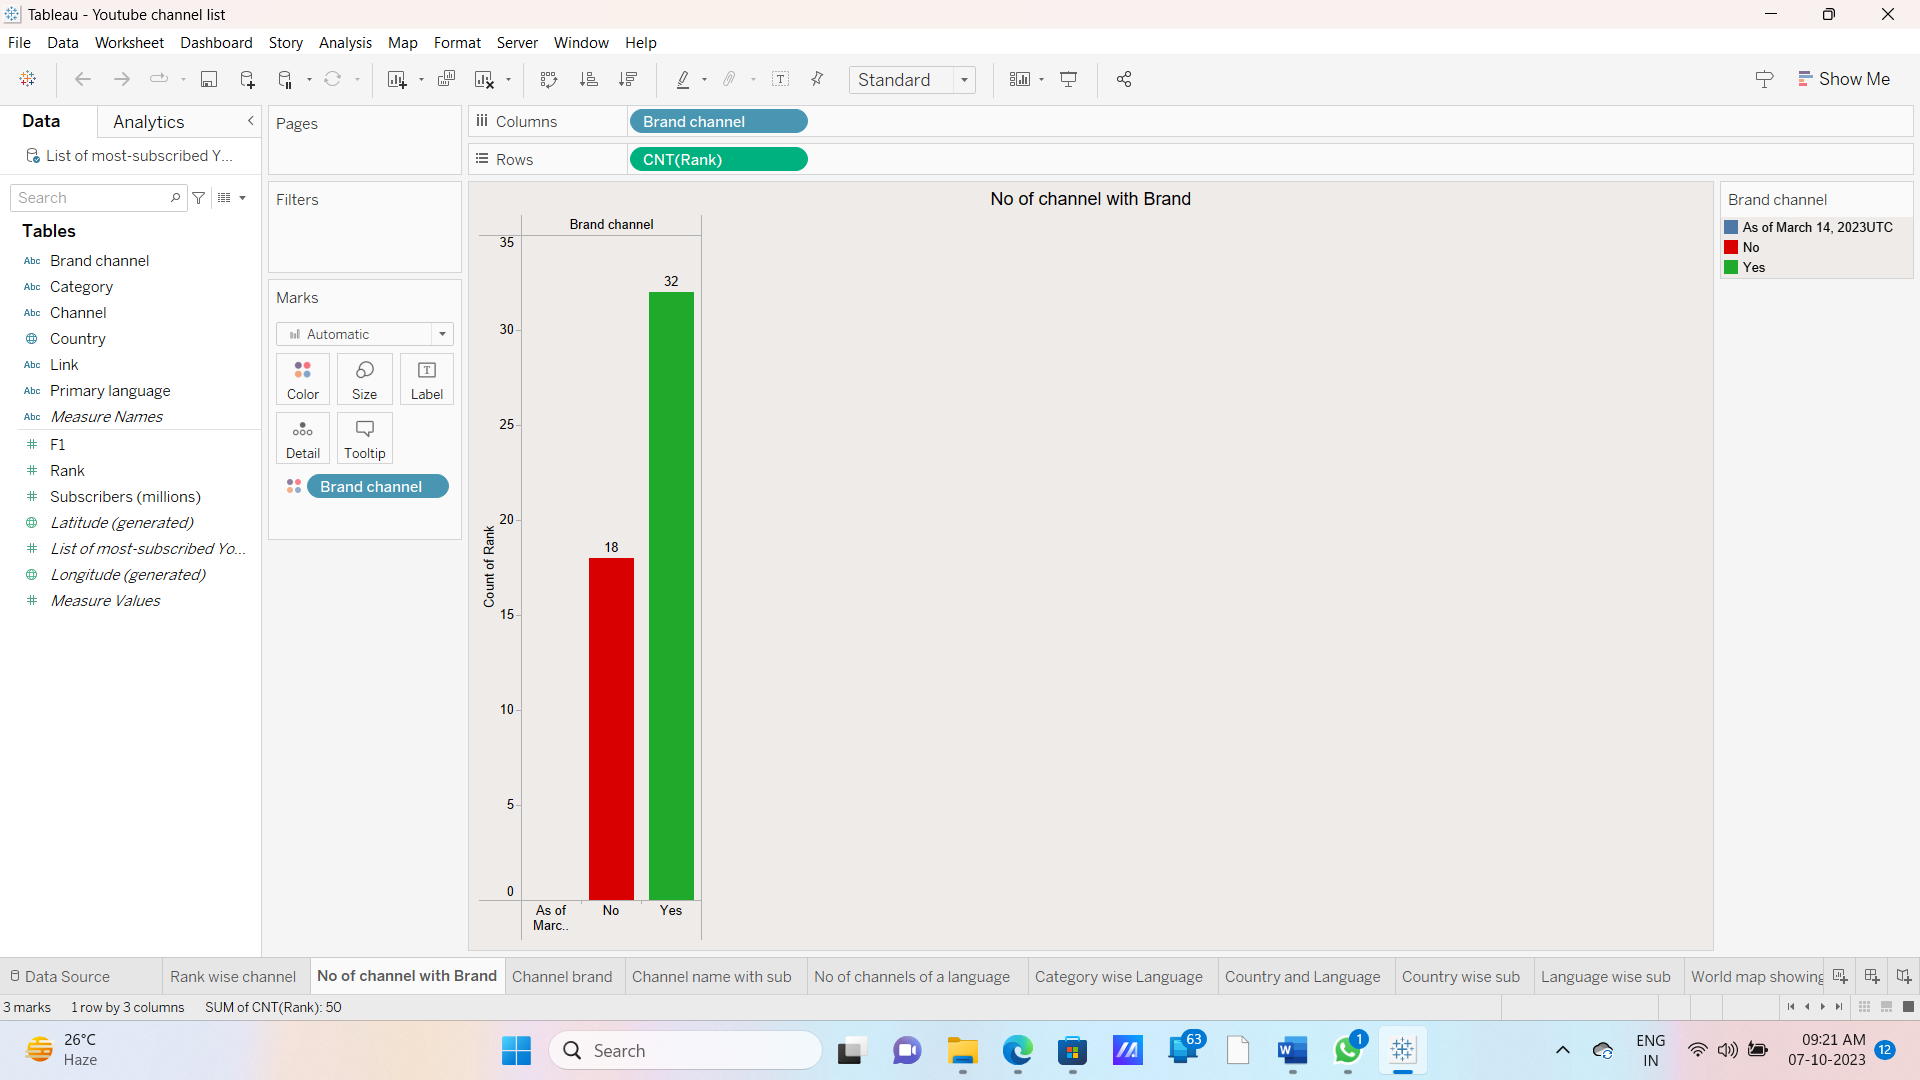 Tableau - Youtube channel list
File Data Worksheet Dashboard Story Analysis Map Format Server Window Help
Standard
Show Me
Data Analytics
List of most-subscribed Y...
Search
Tables
Abc Brand channel
Abc Category
Abc Channel
Country
Abc Link
Abc Primary language
Abc Measure Names
F1
Rank
Subscribers (millions)
Latitude (generated)
List of most-subscribed Yo...
Longitude (generated)
Measure Values
Pages
Filters
Marks
Automatic
Color Size Label
Detail Tooltip
Brand channel
Columns Brand channel
Rows CNT(Rank)
No of channel with Brand
Brand channel
35
30
25
20
15
10
5
0
Count of Rank
18
32
As of
Marc..
No
Yes
Brand channel
As of March 14, 2023UTC
No
Yes
Data Source Rank wise channel No of channel with Brand Channel brand Channel name with sub No of channels of a language Category wise Language Country and Language Country wise sub Language wise sub World map showing
3 marks 1 row by 3 columns SUM of CNT(Rank): 50
26°C
Haze
Search
63
1
ENG
IN
09:21 AM
07-10-2023
12